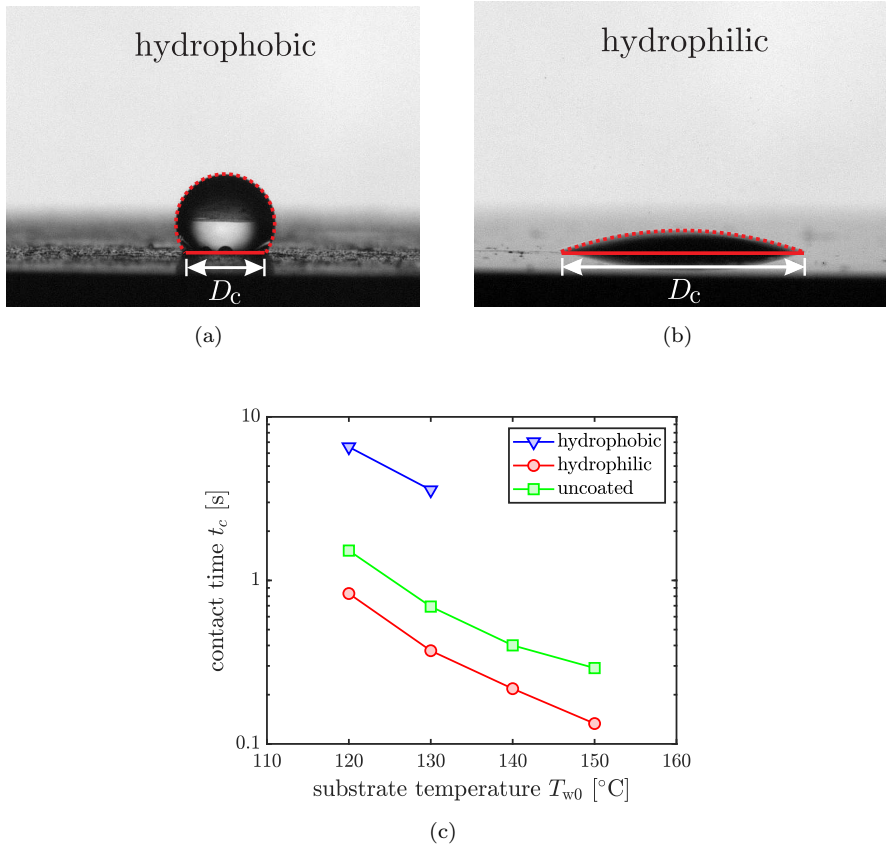 hydrophobic
D_c
(a)
hydrophilic
D_c
(b)
10
1
0.1
110
120
130
140
150
160
contact time t_c [s]
substrate temperature T_w0 [°C]
hydrophobic
hydrophilic
uncoated
(c)